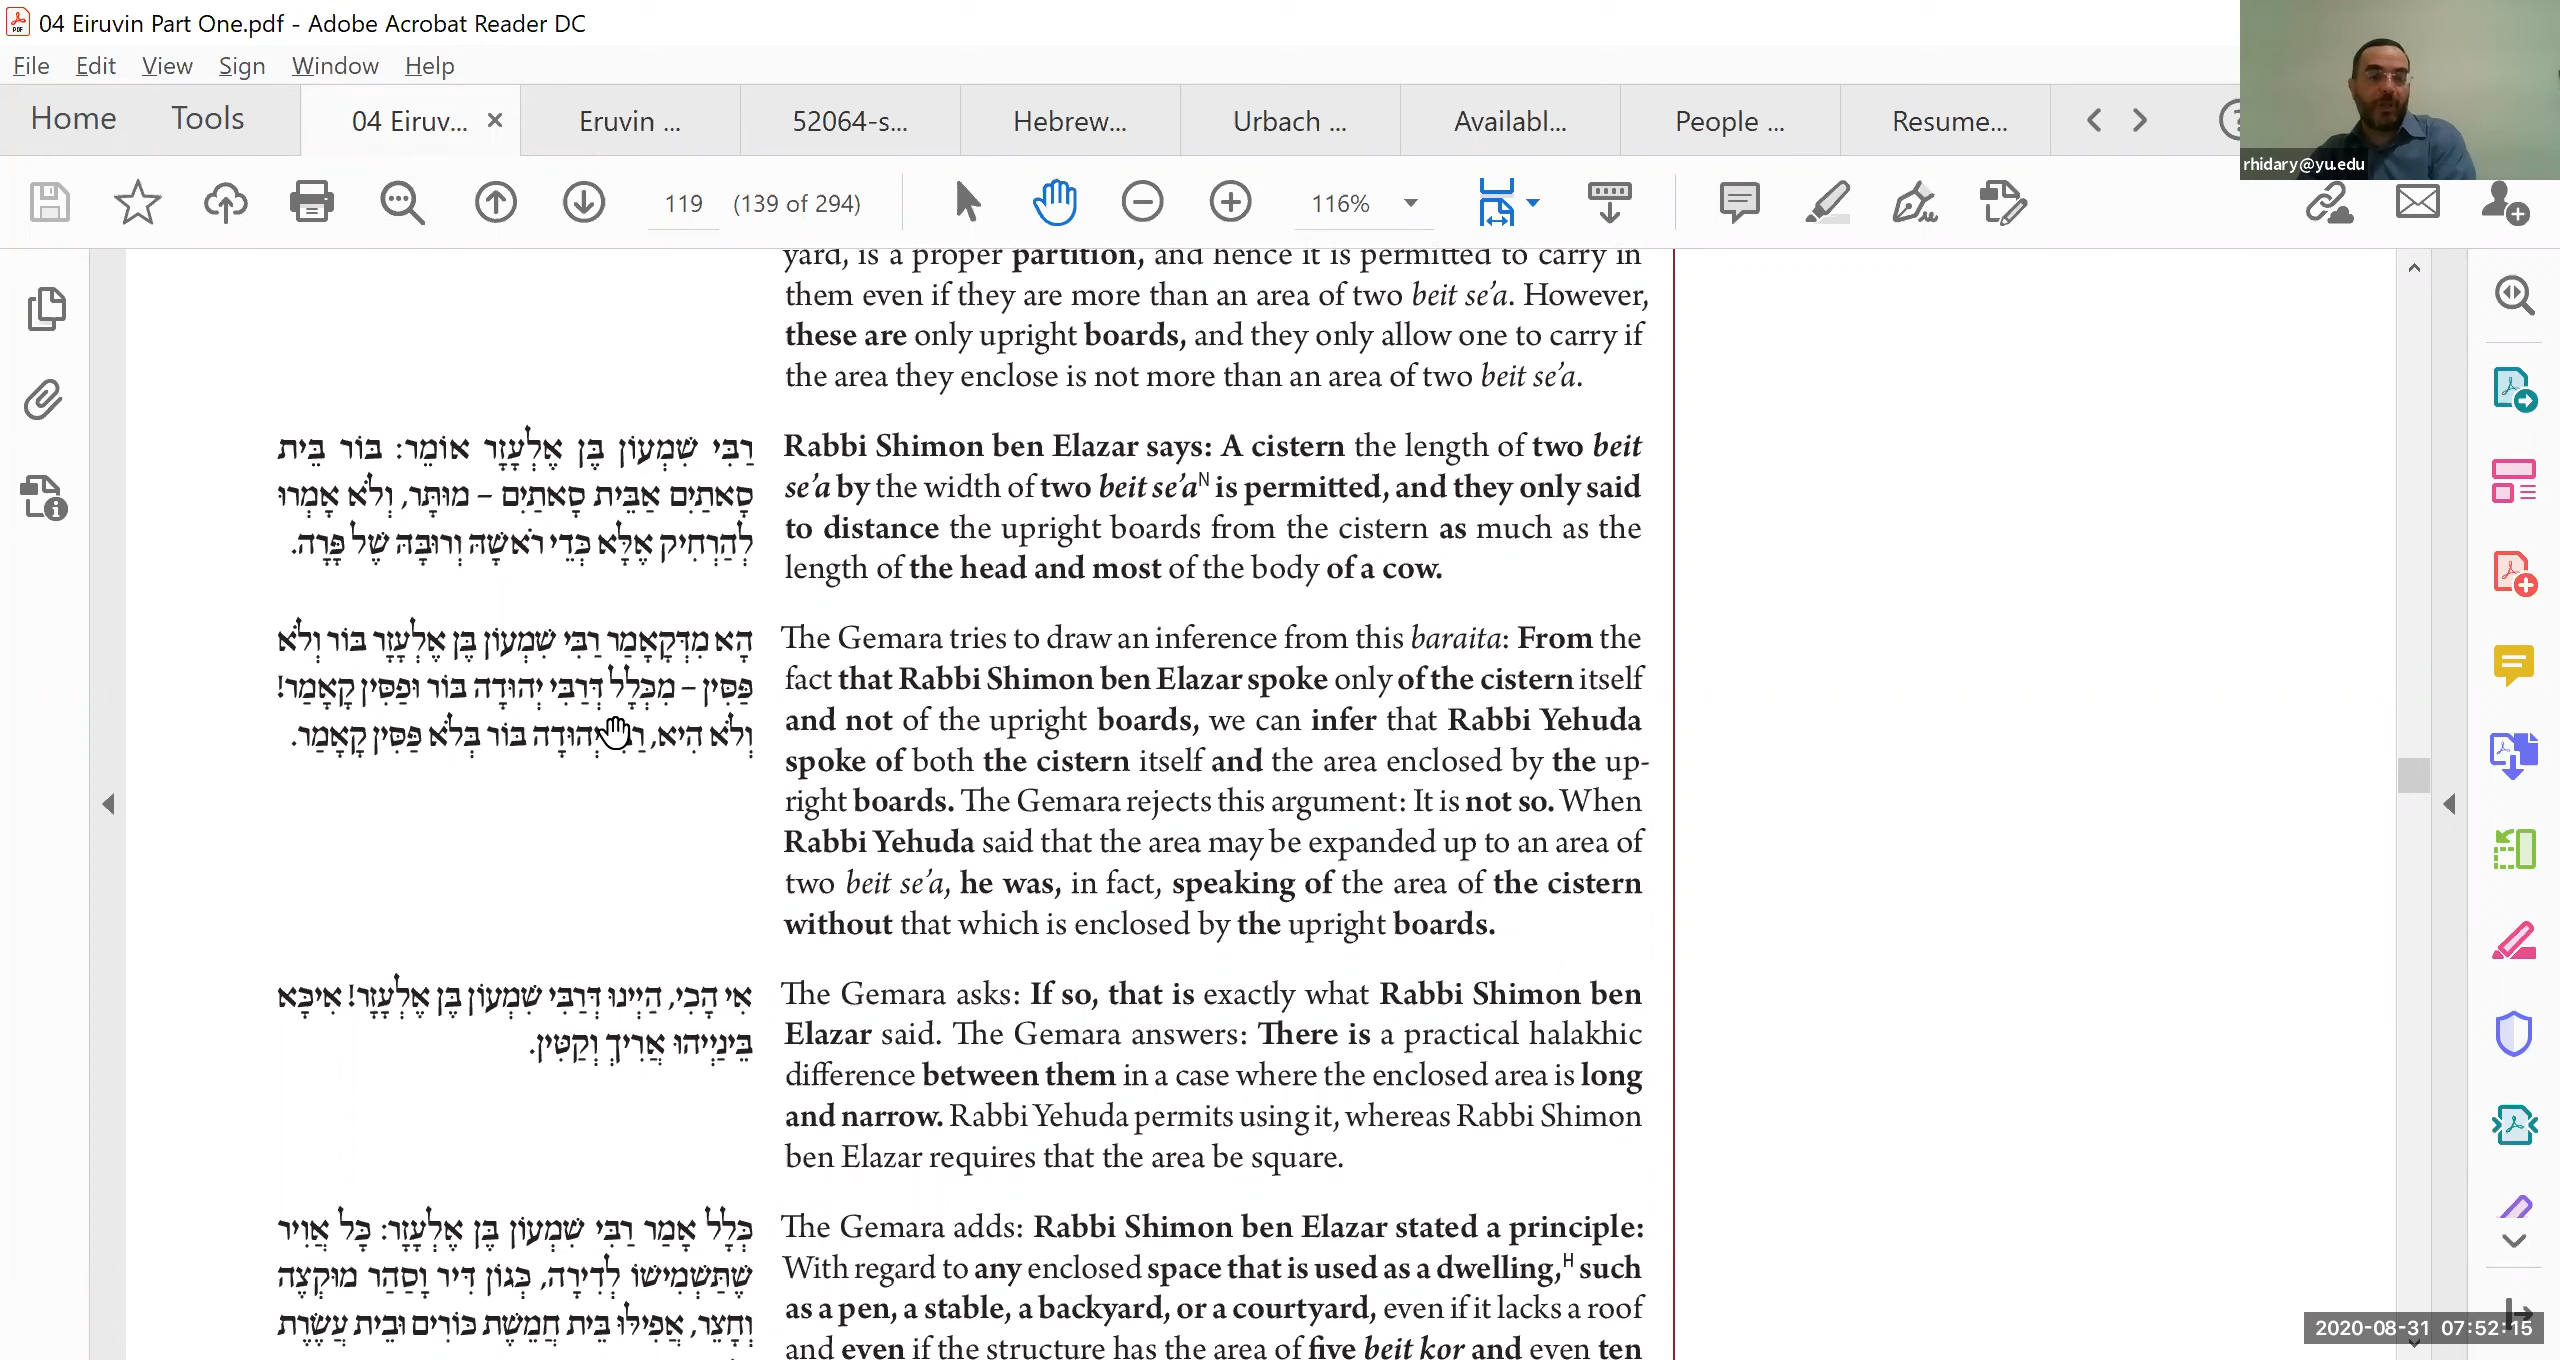 04 Eiruvin Part One.pdf - Adobe Acrobat Reader DC
File Edit View Sign Window Help
Home Tools 04 Eiruv... × Eruvin ... 52064-s... Hebrew... Urbach ... Availabl... People ... Resume...
rhidary@yu.edu
119 (139 of 294) 116%
yard, is a proper partition, and hence it is permitted to carry in
them even if they are more than an area of two beit se’a. However,
these are only upright boards, and they only allow one to carry if
the area they enclose is not more than an area of two beit se’a.
רַבִּי שִׁמְעוֹן בֶּן אֶלְעָזָר אוֹמֵר: בּוֹר בֵּית
סָאתַיִם אַבֵּית סָאתַיִם – מוּתָּר, וְלֹא אָמְרוּ
לְהַרְחִיק אֶלָּא כְּדֵי רֹאשָׁהּ וְרוּבָּהּ שֶׁל פָּרָה.
Rabbi Shimon ben Elazar says: A cistern the length of two beit
se’a by the width of two beit se’aᴺ is permitted, and they only said
to distance the upright boards from the cistern as much as the
length of the head and most of the body of a cow.
הָא מִדְּקָאָמַר רַבִּי שִׁמְעוֹן בֶּן אֶלְעָזָר בּוֹר וְלֹא
פַּסִּין – מִכְּלָל דְּרַבִּי יְהוּדָה בּוֹר וּפַסִּין קָאָמַר!
וְלֹא הִיא, יְהוּדָה בּוֹר בְּלֹא פַּסִּין קָאָמַר.
The Gemara tries to draw an inference from this baraita: From the
fact that Rabbi Shimon ben Elazar spoke only of the cistern itself
and not of the upright boards, we can infer that Rabbi Yehuda
spoke of both the cistern itself and the area enclosed by the up-
right boards. The Gemara rejects this argument: It is not so. When
Rabbi Yehuda said that the area may be expanded up to an area of
two beit se’a, he was, in fact, speaking of the area of the cistern
without that which is enclosed by the upright boards.
אִי הָכִי, הַיְינוּ דְּרַבִּי שִׁמְעוֹן בֶּן אֶלְעָזָר! אִיכָּא
בֵּינַיְיהוּ אֲרִיךְ וְקַטִּין.
The Gemara asks: If so, that is exactly what Rabbi Shimon ben
Elazar said. The Gemara answers: There is a practical halakhic
difference between them in a case where the enclosed area is long
and narrow. Rabbi Yehuda permits using it, whereas Rabbi Shimon
ben Elazar requires that the area be square.
כְּלָל אָמַר רַבִּי שִׁמְעוֹן בֶּן אֶלְעָזָר: כָּל אֲוִיר
שֶׁתַּשְׁמִישׁוֹ לְדִירָה, כְּגוֹן דִּיר וְסַהַר מוּקְצֶה
וְחָצֵר, אֲפִילּוּ בֵּית חֲמֵשֶׁת כּוֹרִים וּבֵית עֲשֶׂרֶת
The Gemara adds: Rabbi Shimon ben Elazar stated a principle:
With regard to any enclosed space that is used as a dwelling,ᴴ such
as a pen, a stable, a backyard, or a courtyard, even if it lacks a roof
and even if the structure has the area of five beit kor and even ten
2020-08-31 07:52:15